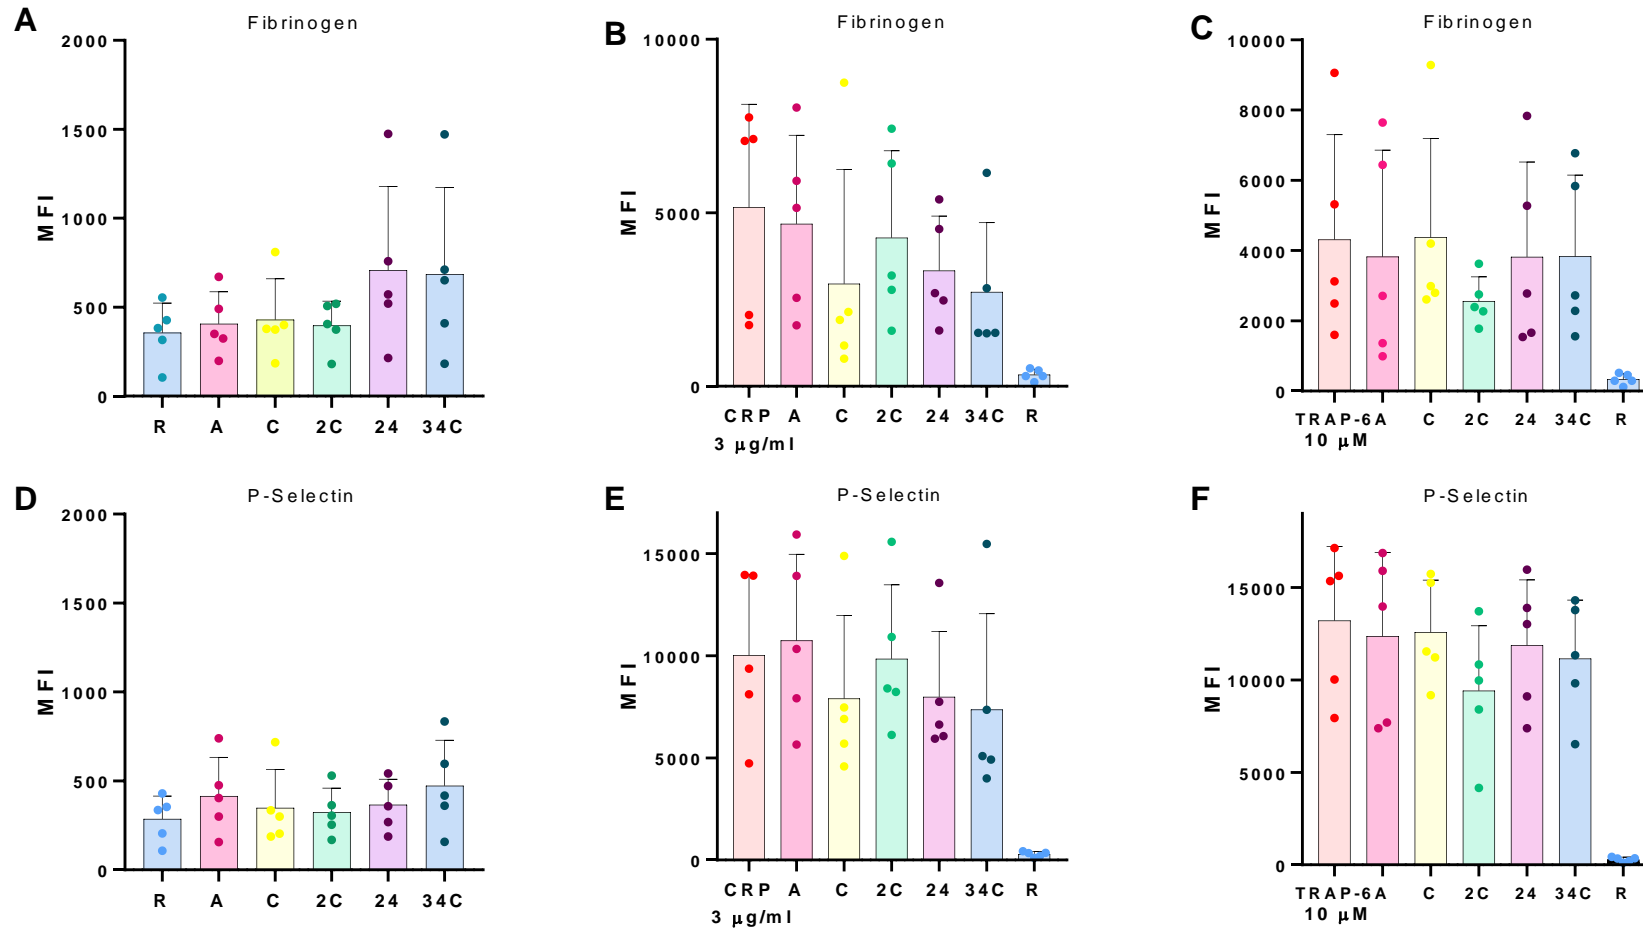 A
Fibrinogen
2000
1500
1000
500
0
MFI
R A C 2C 24 34C
B
Fibrinogen
10000
5000
0
MFI
CRP A C 2C 24 34C R
3 μg/ml
C
Fibrinogen
10000
8000
6000
4000
2000
0
MFI
TRAP-6 A C 2C 24 34C R
10 μM
D
P-Selectin
2000
1500
1000
500
0
MFI
R A C 2C 24 34C
E
P-Selectin
15000
10000
5000
0
MFI
CRP A C 2C 24 34C R
3 μg/ml
F
P-Selectin
15000
10000
5000
0
MFI
TRAP-6 A C 2C 24 34C R
10 μM